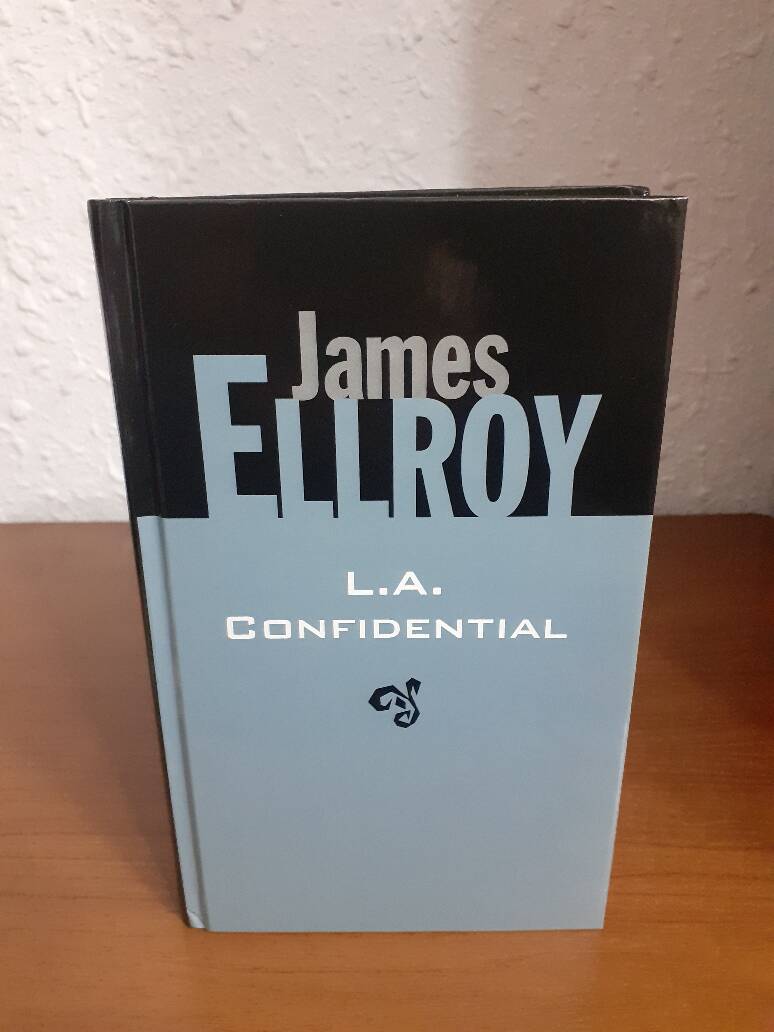 James
ELLROY
L.A.
CONFIDENTIAL